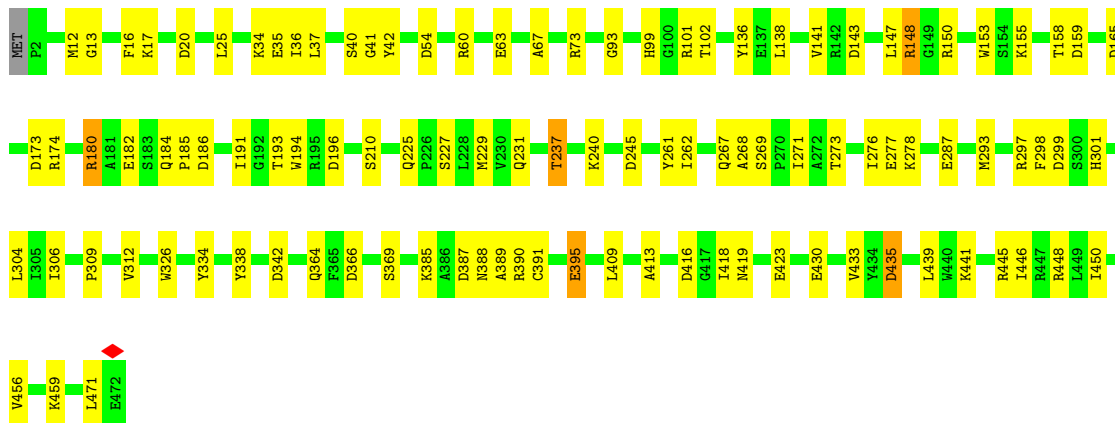 MET P2 M12 G13 F16 K17 D20 L25 K34 E35 I36 L37 S40 G41 Y42 D54 R60 E63 A67 R73 G93 H99 G100 R101 T102 Y136 E137 L138 V141 R142 D143 L147 R148 G149 R150 W153 S154 K155 T158 D159
D173 R174 R180 A181 E182 S183 Q184 P185 D186 I191 G192 T193 W194 R195 D196 S210 Q225 P226 S227 L228 M229 V230 Q231 T237 K240 D245 Y261 I262 Q267 A268 S269 P270 I271 A272 T273 I276 E277 K278 E287 M293 R297 F298 D299 S300 H301
L304 I305 I306 P309 V312 W326 Y334 Y338 D342 Q364 F365 D366 S369 K385 A386 D387 N388 A389 R390 C391 E395 L409 A413 D416 G417 I418 N419 E423 E430 V433 Y434 D435 L439 W440 K441 R445 I446 R447 R448 L449 I450
V456 K459 L471 E472